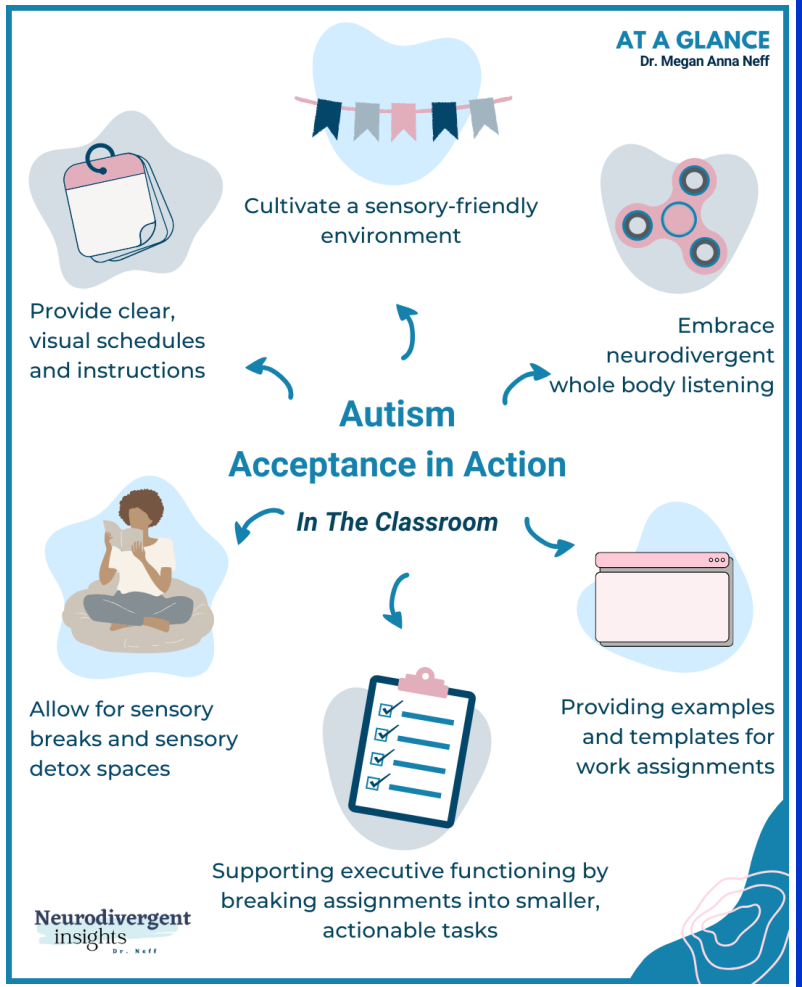 AT A GLANCE
Dr. Megan Anna Neff
Cultivate a sensory-friendly
environment
Provide clear,
visual schedules
and instructions
Embrace
neurodivergent
whole body listening
Autism
Acceptance in Action
In The Classroom
Allow for sensory
breaks and sensory
detox spaces
Providing examples
and templates for
work assignments
Supporting executive functioning by
breaking assignments into smaller,
actionable tasks
Neurodivergent
insights
Dr. Neff